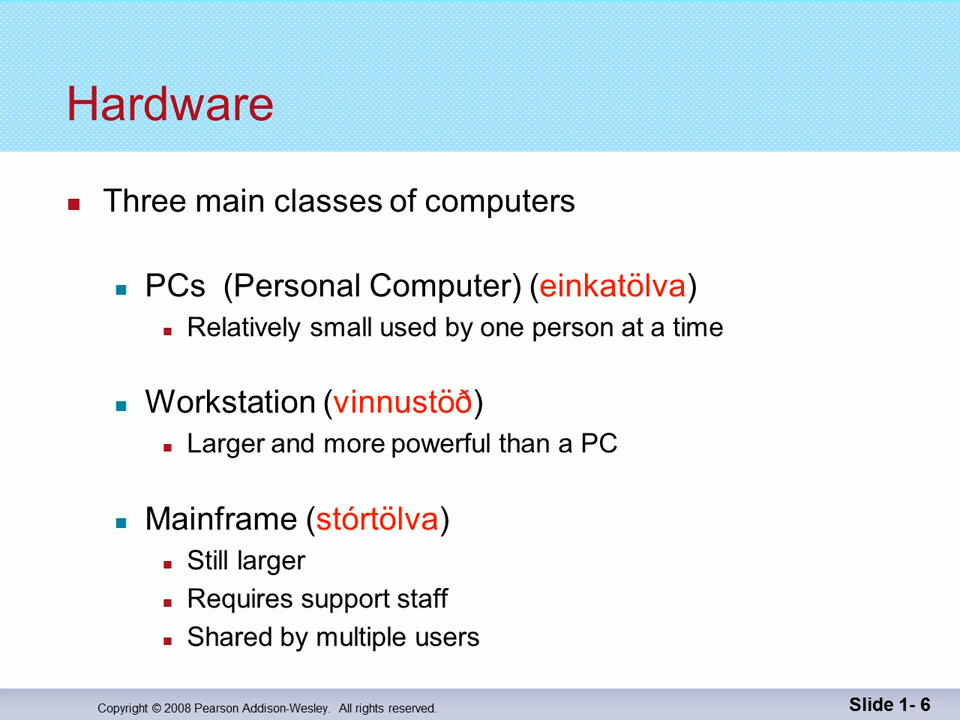 Hardware
Three main classes of computers
PCs (Personal Computer) (einkatölva)
Relatively small used by one person at a time
Workstation (vinnustöð)
Larger and more powerful than a PC
Mainframe (stórtölva)
Still larger
Requires support staff
Shared by multiple users
Copyright © 2008 Pearson Addison-Wesley. All rights reserved.
Slide 1- 6